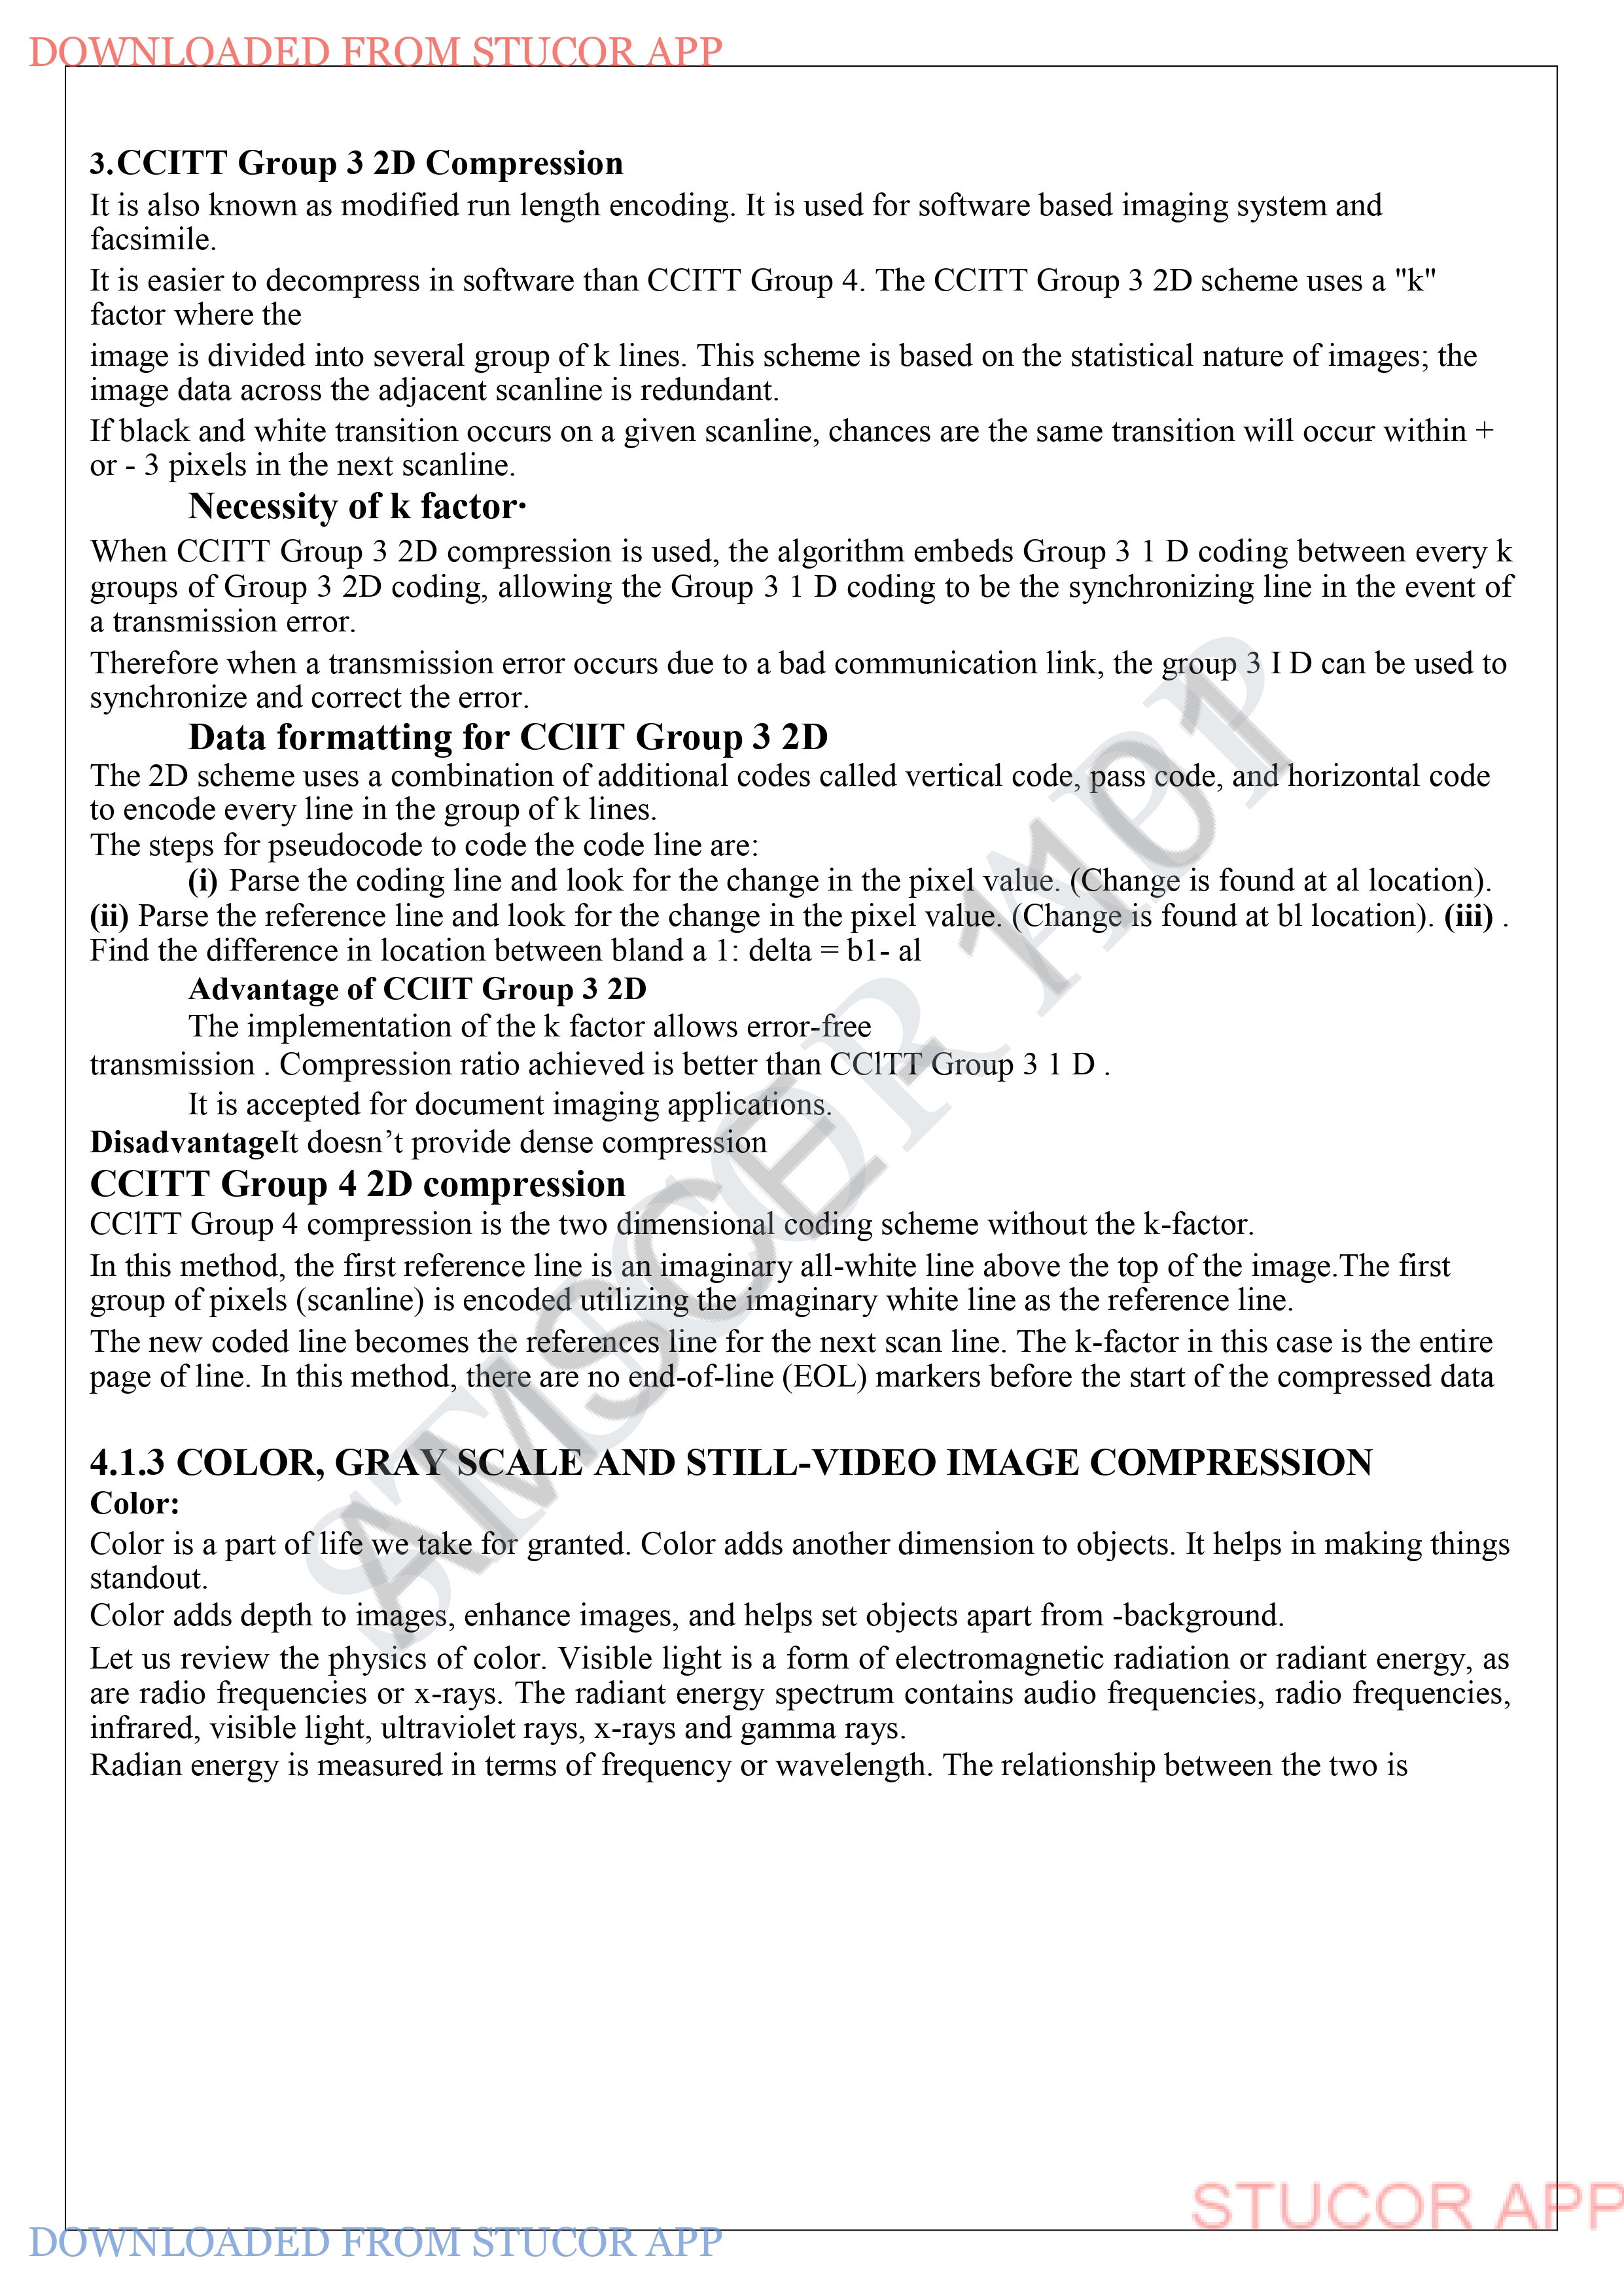 DOWNLOADED FROM STUCOR APP
3.CCITT Group 3 2D Compression
It is also known as modified run length encoding. It is used for software based imaging system and
facsimile.
It is easier to decompress in software than CCITT Group 4. The CCITT Group 3 2D scheme uses a "k"
factor where the
image is divided into several group of k lines. This scheme is based on the statistical nature of images; the
image data across the adjacent scanline is redundant.
If black and white transition occurs on a given scanline, chances are the same transition will occur within +
or - 3 pixels in the next scanline.
Necessity of k factor·
When CCITT Group 3 2D compression is used, the algorithm embeds Group 3 1 D coding between every k
groups of Group 3 2D coding, allowing the Group 3 1 D coding to be the synchronizing line in the event of
a transmission error.
Therefore when a transmission error occurs due to a bad communication link, the group 3 I D can be used to
synchronize and correct the error.
Data formatting for CClIT Group 3 2D
The 2D scheme uses a combination of additional codes called vertical code, pass code, and horizontal code
to encode every line in the group of k lines.
The steps for pseudocode to code the code line are:
(i) Parse the coding line and look for the change in the pixel value. (Change is found at al location).
(ii) Parse the reference line and look for the change in the pixel value. (Change is found at bl location). (iii) .
Find the difference in location between bland a 1: delta = b1- al
Advantage of CClIT Group 3 2D
The implementation of the k factor allows error-free
transmission . Compression ratio achieved is better than CClTT Group 3 1 D .
It is accepted for document imaging applications.
DisadvantageIt doesn’t provide dense compression
CCITT Group 4 2D compression
CClTT Group 4 compression is the two dimensional coding scheme without the k-factor.
In this method, the first reference line is an imaginary all-white line above the top of the image.The first
group of pixels (scanline) is encoded utilizing the imaginary white line as the reference line.
The new coded line becomes the references line for the next scan line. The k-factor in this case is the entire
page of line. In this method, there are no end-of-line (EOL) markers before the start of the compressed data
4.1.3 COLOR, GRAY SCALE AND STILL-VIDEO IMAGE COMPRESSION
Color:
Color is a part of life we take for granted. Color adds another dimension to objects. It helps in making things
standout.
Color adds depth to images, enhance images, and helps set objects apart from -background.
Let us review the physics of color. Visible light is a form of electromagnetic radiation or radiant energy, as
are radio frequencies or x-rays. The radiant energy spectrum contains audio frequencies, radio frequencies,
infrared, visible light, ultraviolet rays, x-rays and gamma rays.
Radian energy is measured in terms of frequency or wavelength. The relationship between the two is
STUCOR APP
AMSCE - 1101
STUCOR APP
DOWNLOADED FROM STUCOR APP